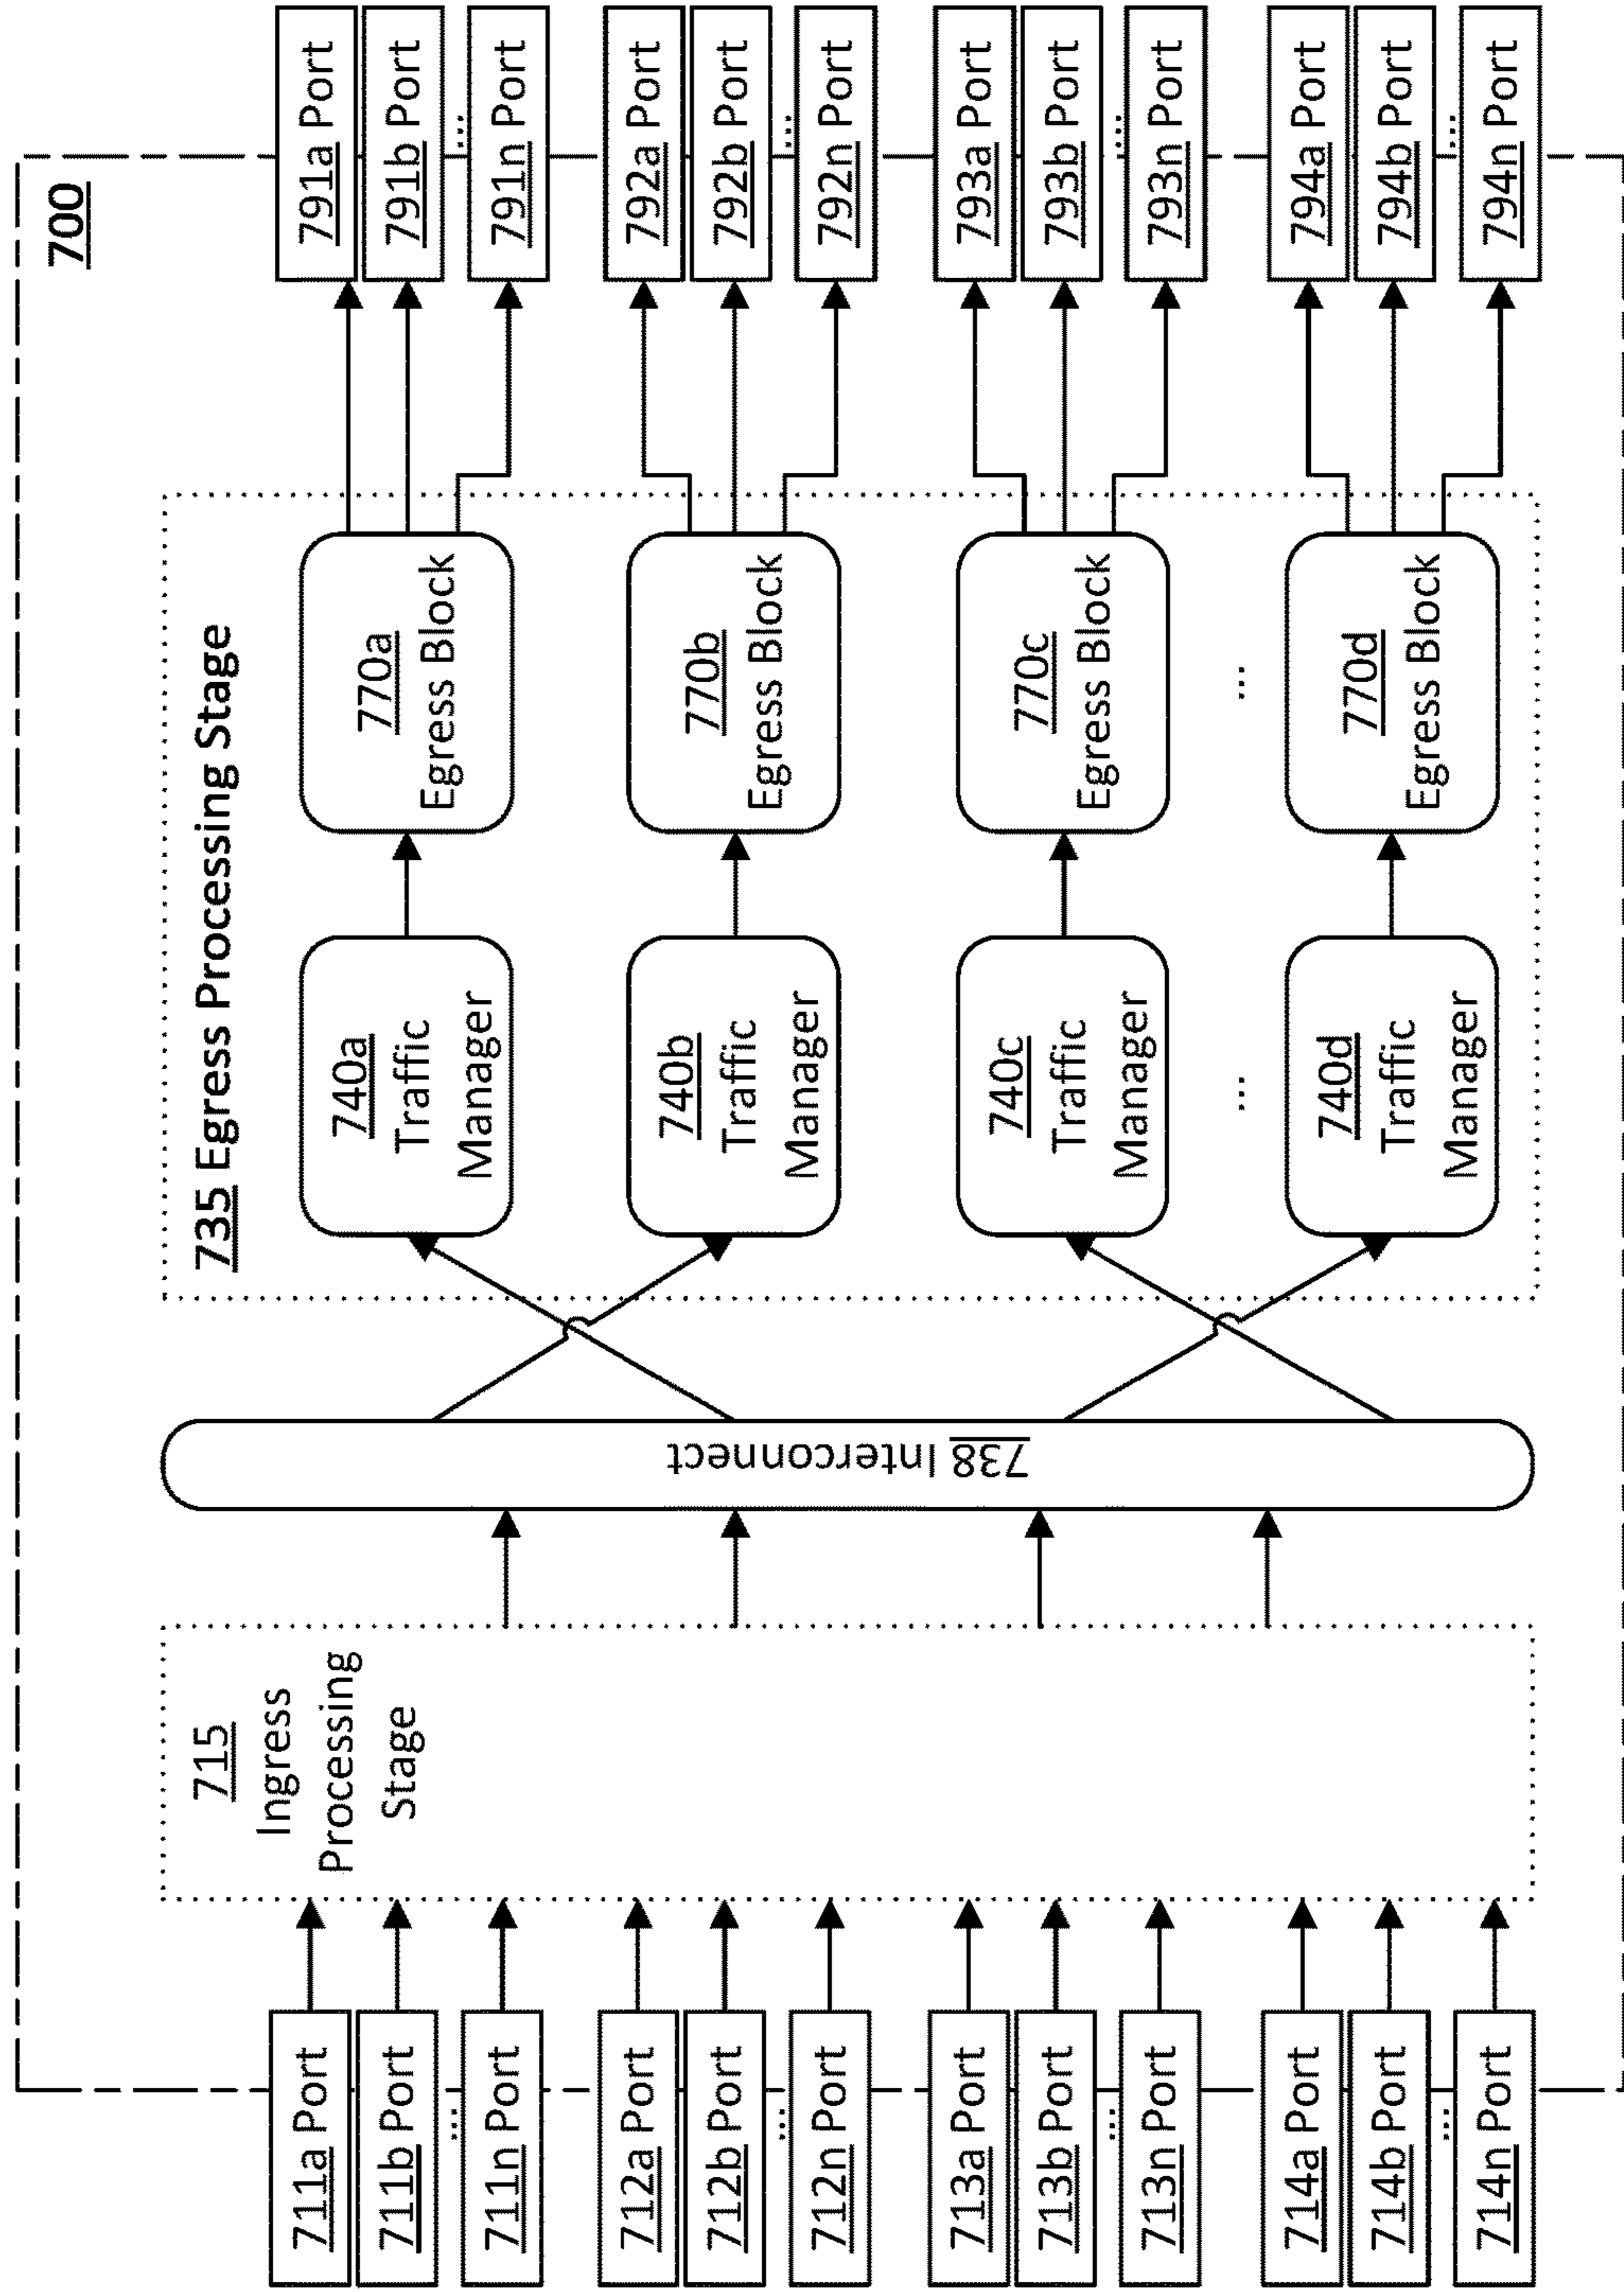 700
711a Port
711b Port
...
711n Port
712a Port
712b Port
...
712n Port
713a Port
713b Port
...
713n Port
714a Port
714b Port
...
714n Port
715
Ingress
Processing
Stage
738 Interconnect
735 Egress Processing Stage
740a
Traffic
Manager
740b
Traffic
Manager
740c
Traffic
Manager
...
740d
Traffic
Manager
770a
Egress Block
770b
Egress Block
770c
Egress Block
...
770d
Egress Block
791a Port
791b Port
...
791n Port
792a Port
792b Port
...
792n Port
793a Port
793b Port
...
793n Port
794a Port
794b Port
...
794n Port